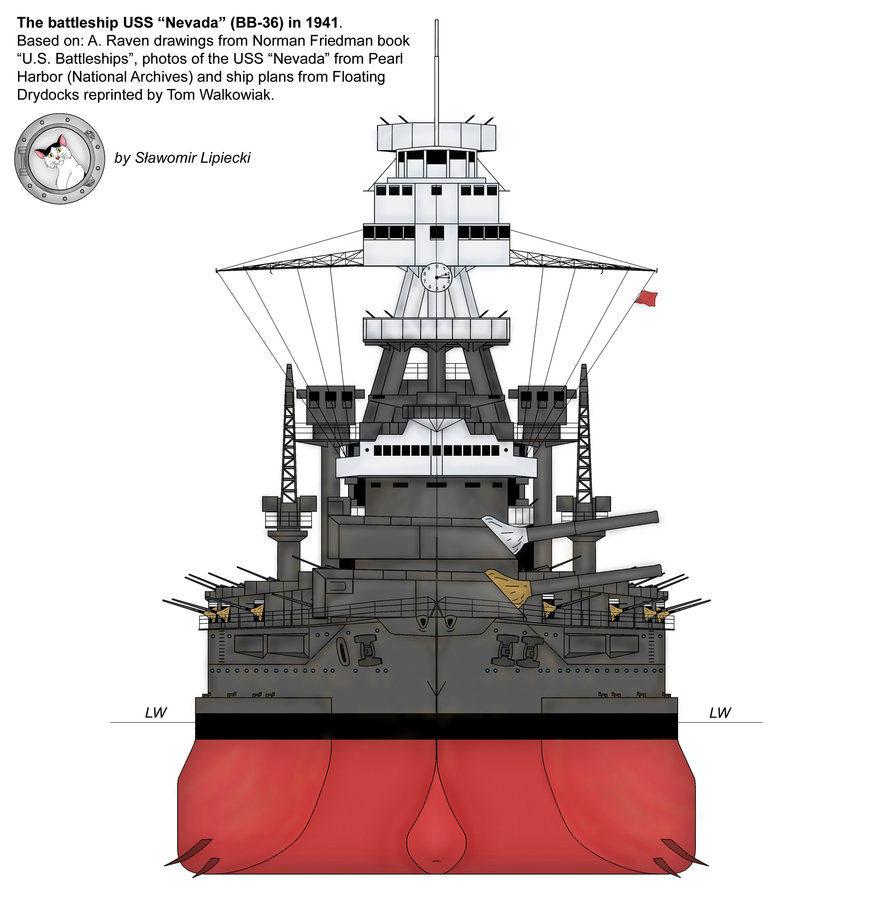 The battleship USS “Nevada” (BB-36) in 1941.
Based on: A. Raven drawings from Norman Friedman book
“U.S. Battleships”, photos of the USS “Nevada” from Pearl
Harbor (National Archives) and ship plans from Floating
Drydocks reprinted by Tom Walkowiak.
by Sławomir Lipiecki
LW
LW